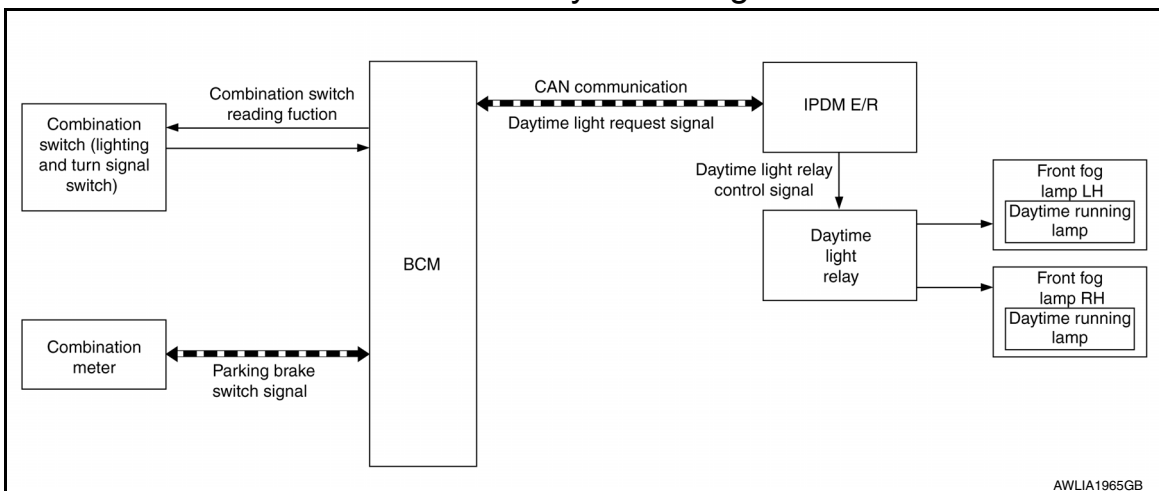 Combination switch
reading fuction
Combination
switch (lighting
and turn signal
switch)
BCM
Combination
meter
Parking brake
switch signal
CAN communication
Daytime light request signal
IPDM E/R
Daytime light relay
control signal
Daytime
light
relay
Front fog
lamp LH
Daytime running
lamp
Front fog
lamp RH
Daytime running
lamp
AWLIA1965GB